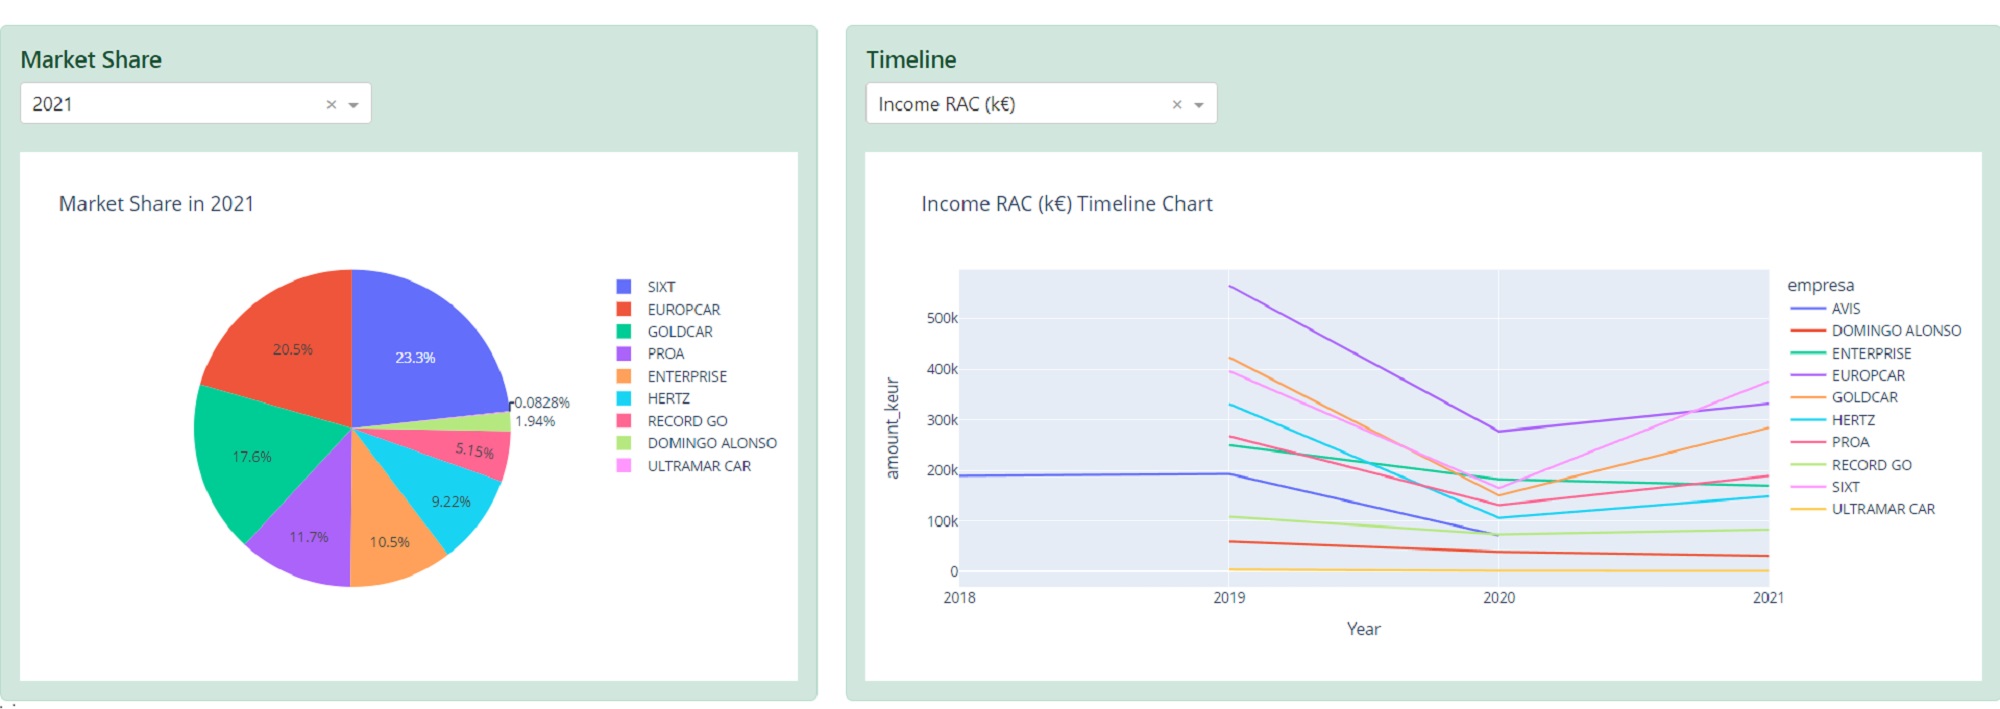 Market Share
2021
Market Share in 2021
23.3%
20.5%
17.6%
11.7%
10.5%
9.22%
5.15%
1.94%
0.0828%
SIXT
EUROPCAR
GOLDCAR
PROA
ENTERPRISE
HERTZ
RECORD GO
DOMINGO ALONSO
ULTRAMAR CAR
Timeline
Income RAC (k€)
Income RAC (k€) Timeline Chart
amount_keur
500k
400k
300k
200k
100k
0
2018
2019
2020
2021
Year
empresa
AVIS
DOMINGO ALONSO
ENTERPRISE
EUROPCAR
GOLDCAR
HERTZ
PROA
RECORD GO
SIXT
ULTRAMAR CAR